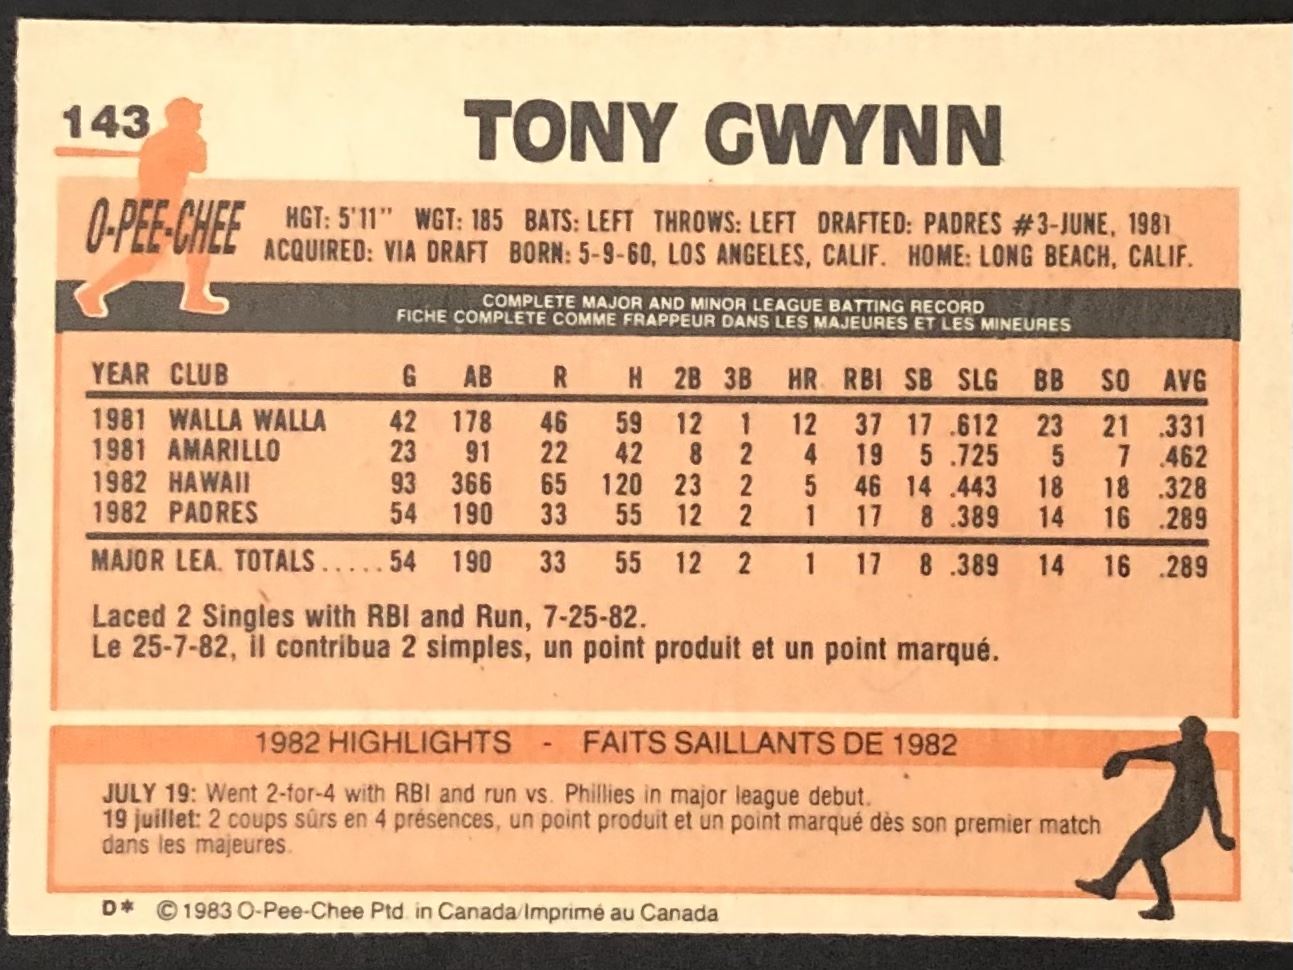 143
TONY GWYNN
O-PEE-CHEE
HGT: 5'11" WGT: 185 BATS: LEFT THROWS: LEFT DRAFTED: PADRES #3-JUNE, 1981
ACQUIRED: VIA DRAFT BORN: 5-9-60, LOS ANGELES, CALIF. HOME: LONG BEACH, CALIF.
COMPLETE MAJOR AND MINOR LEAGUE BATTING RECORD
FICHE COMPLETE COMME FRAPPEUR DANS LES MAJEURES ET LES MINEURES
YEAR CLUB G AB R H 2B 3B HR RBI SB SLG BB SO AVG
1981 WALLA WALLA 42 178 46 59 12 1 12 37 17 .612 23 21 .331
1981 AMARILLO 23 91 22 42 8 2 4 19 5 .725 5 7 .462
1982 HAWAII 93 366 65 120 23 2 5 46 14 .443 18 18 .328
1982 PADRES 54 190 33 55 12 2 1 17 8 .389 14 16 .289
MAJOR LEA. TOTALS.....54 190 33 55 12 2 1 17 8 .389 14 16 .289
Laced 2 Singles with RBI and Run, 7-25-82.
Le 25-7-82, il contribua 2 simples, un point produit et un point marqué.
1982 HIGHLIGHTS - FAITS SAILLANTS DE 1982
JULY 19: Went 2-for-4 with RBI and run vs. Phillies in major league debut.
19 juillet: 2 coups sûrs en 4 présences, un point produit et un point marqué dès son premier match
dans les majeures.
D* © 1983 O-Pee-Chee Ptd. in Canada/Imprimé au Canada